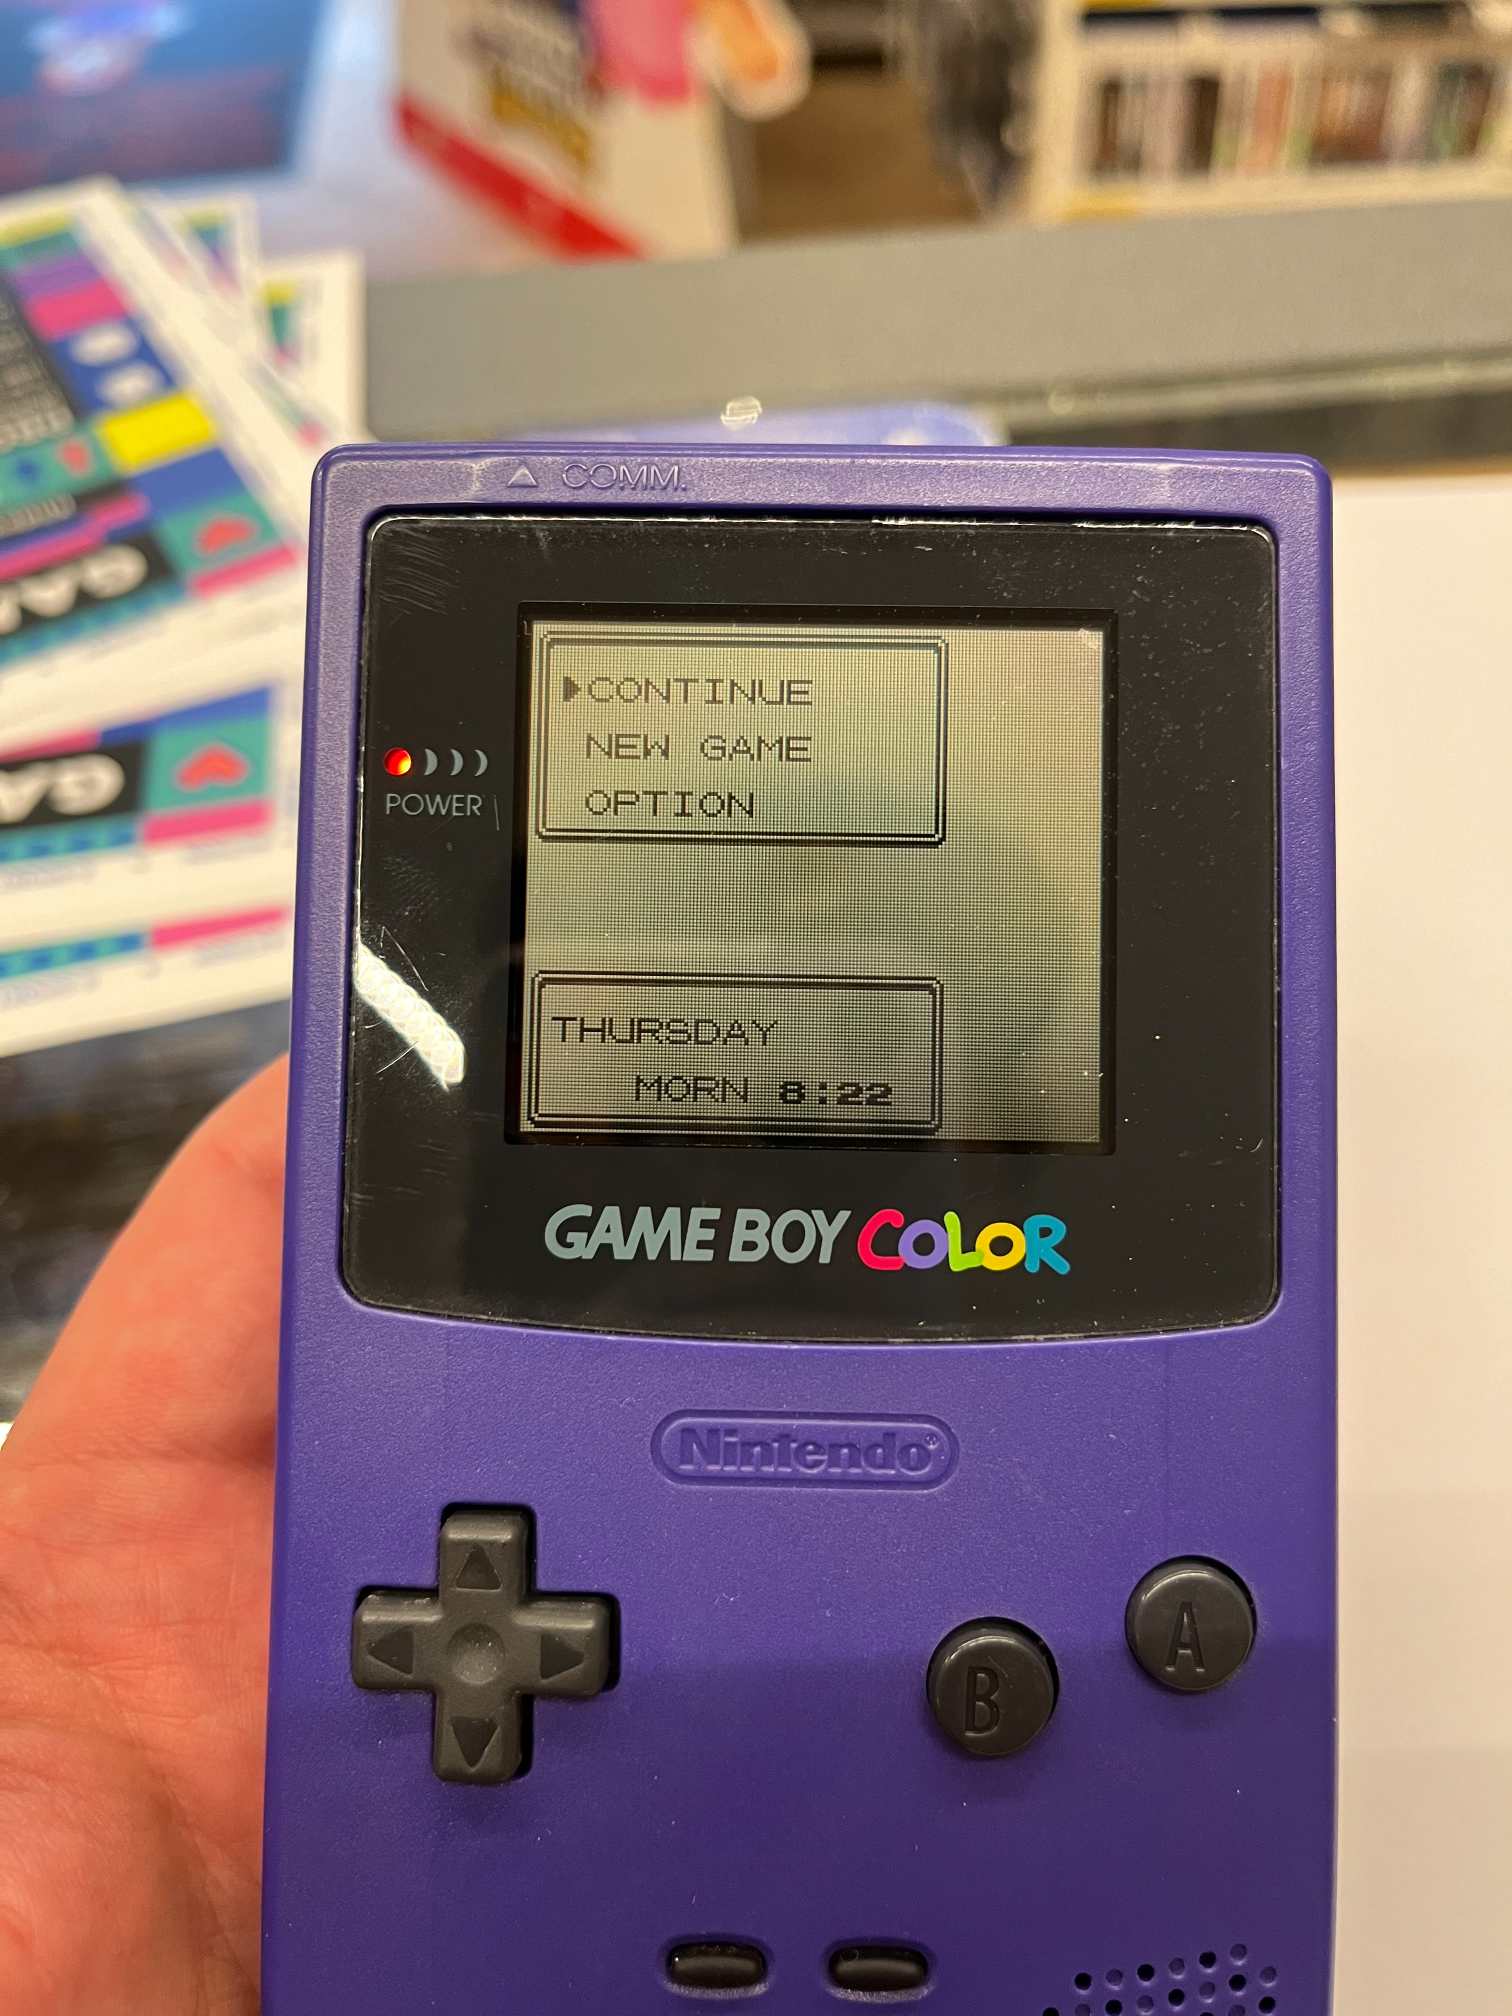 COMM.
CONTINUE
NEW GAME
OPTION
POWER
THURSDAY
MORN 8:22
GAME BOY COLOR
Nintendo®
B
A